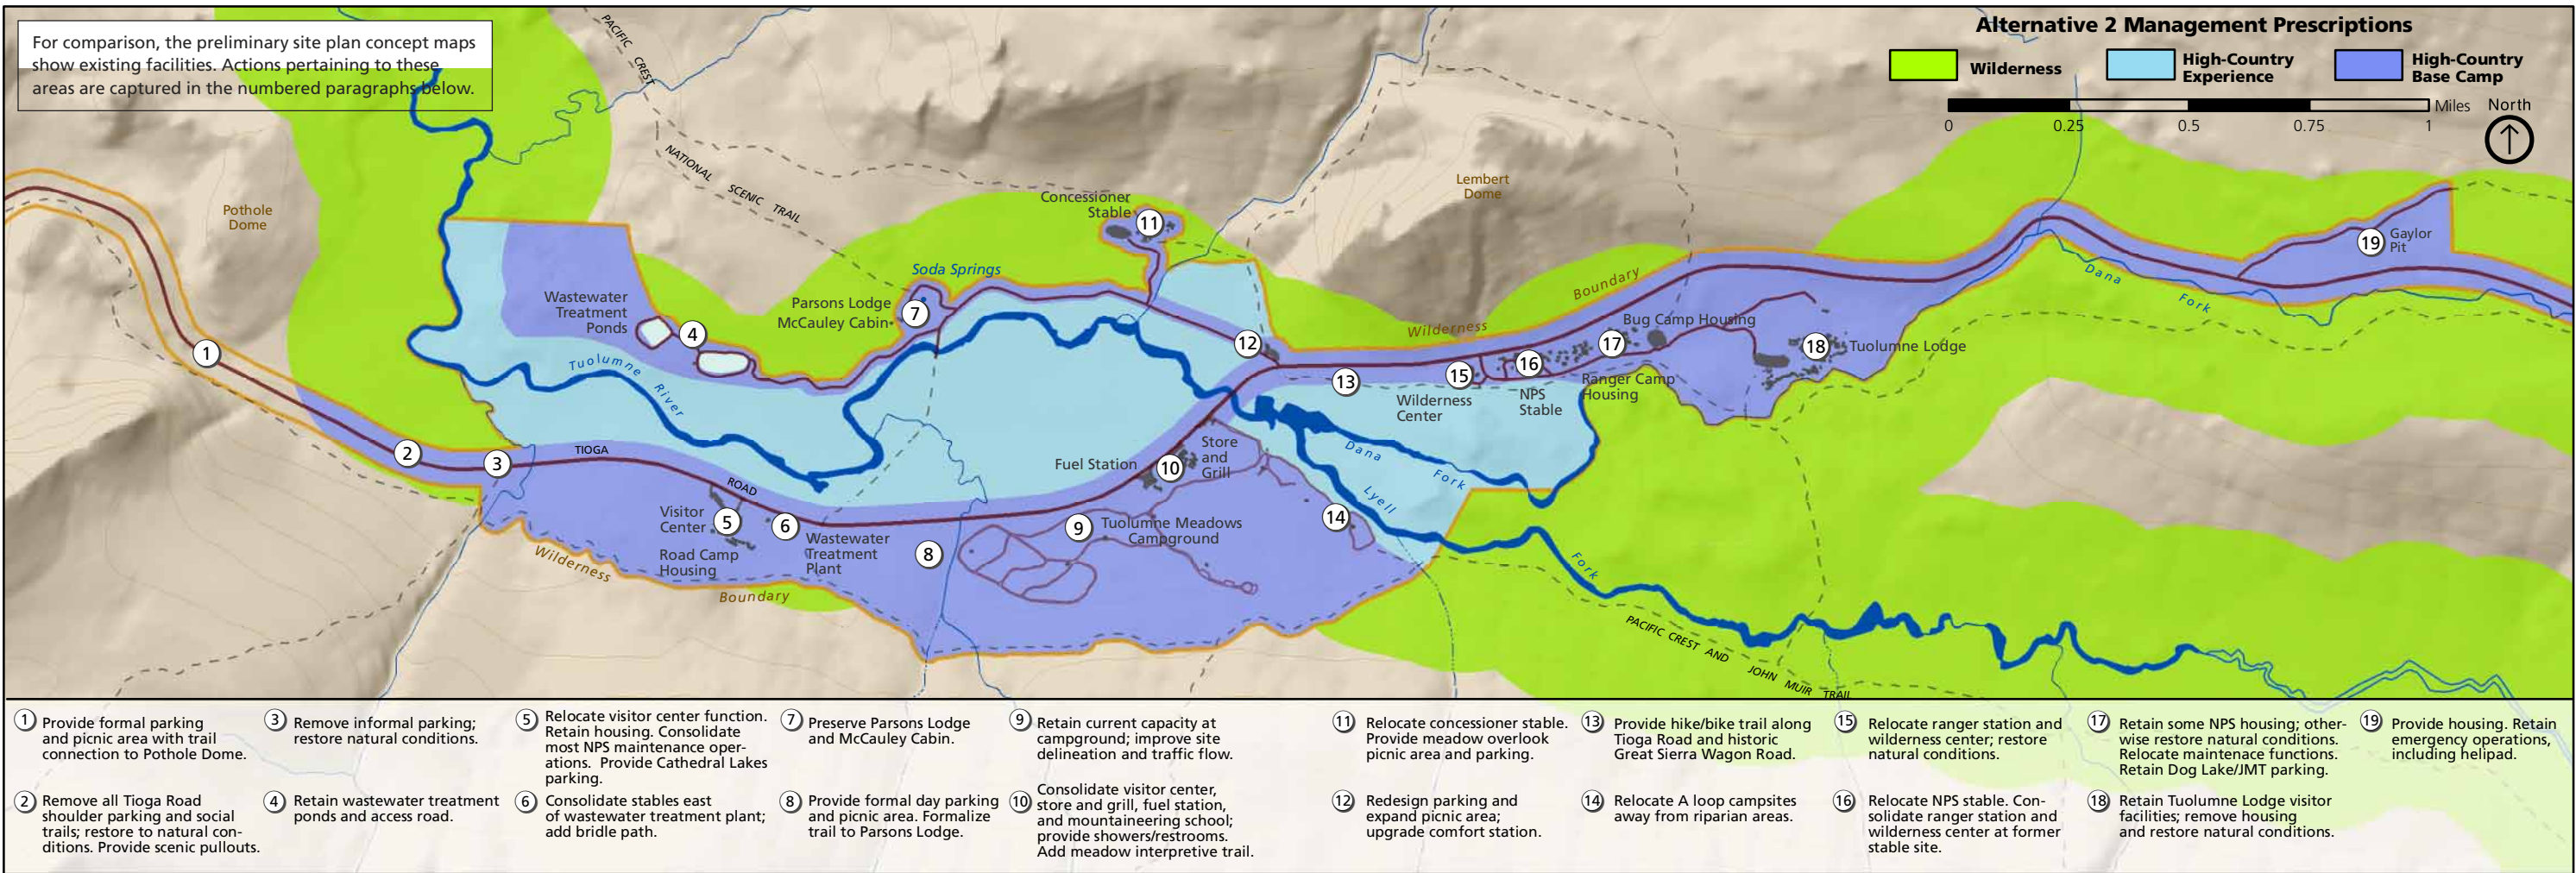 For comparison, the preliminary site plan concept maps
show existing facilities. Actions pertaining to these
areas are captured in the numbered paragraphs below.
Alternative 2 Management Prescriptions
Wilderness
High-Country
Experience
High-Country
Base Camp
Miles
0
0.25
0.5
0.75
1
North
PACIFIC CREST
NATIONAL SCENIC TRAIL
Pothole
Dome
Lembert
Dome
Concessioner
Stable
11
Soda Springs
Parsons Lodge
McCauley Cabin
7
Wastewater
Treatment
Ponds
4
1
2
3
Tuolumne River
TIOGA
ROAD
12
13
Wilderness Boundary
15
16
17
18
19
Gaylor
Pit
Dana Fork
Bug Camp Housing
Tuolumne Lodge
Ranger Camp
Housing
Wilderness
Center
NPS
Stable
Store
and
Grill
Fuel Station
10
Dana Fork
Lyell Fork
14
Visitor
Center
5
6
Road Camp
Housing
Wastewater
Treatment
Plant
8
9
Tuolumne Meadows
Campground
Wilderness Boundary
PACIFIC CREST AND JOHN MUIR TRAIL
1 Provide formal parking
and picnic area with trail
connection to Pothole Dome.
2 Remove all Tioga Road
shoulder parking and social
trails; restore to natural con-
ditions. Provide scenic pullouts.
3 Remove informal parking;
restore natural conditions.
4 Retain wastewater treatment
ponds and access road.
5 Relocate visitor center function.
Retain housing. Consolidate
most NPS maintenance oper-
ations. Provide Cathedral Lakes
parking.
6 Consolidate stables east
of wastewater treatment plant;
add bridle path.
7 Preserve Parsons Lodge
and McCauley Cabin.
8 Provide formal day parking
and picnic area. Formalize
trail to Parsons Lodge.
9 Retain current capacity at
campground; improve site
delineation and traffic flow.
10 Consolidate visitor center,
store and grill, fuel station,
and mountaineering school;
provide showers/restrooms.
Add meadow interpretive trail.
11 Relocate concessioner stable.
Provide meadow overlook
picnic area and parking.
12 Redesign parking and
expand picnic area;
upgrade comfort station.
13 Provide hike/bike trail along
Tioga Road and historic
Great Sierra Wagon Road.
14 Relocate A loop campsites
away from riparian areas.
15 Relocate ranger station and
wilderness center; restore
natural conditions.
16 Relocate NPS stable. Con-
solidate ranger station and
wilderness center at former
stable site.
17 Retain some NPS housing; other-
wise restore natural conditions.
Relocate maintenace functions.
Retain Dog Lake/JMT parking.
18 Retain Tuolumne Lodge visitor
facilities; remove housing
and restore natural conditions.
19 Provide housing. Retain
emergency operations,
including helipad.